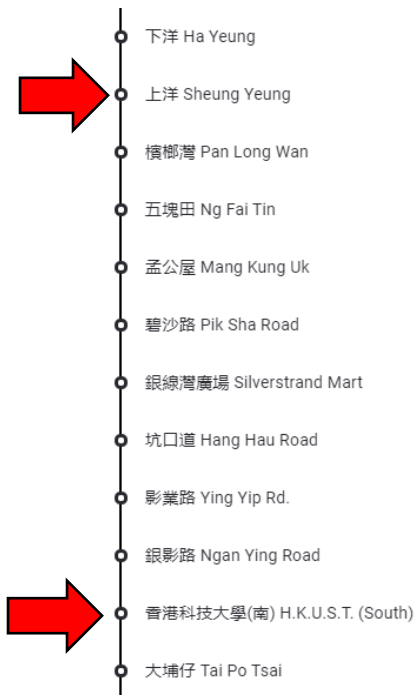 下洋 Ha Yeung
上洋 Sheung Yeung
檳榔灣 Pan Long Wan
五塊田 Ng Fai Tin
孟公屋 Mang Kung Uk
碧沙路 Pik Sha Road
銀線灣廣場 Silverstrand Mart
坑口道 Hang Hau Road
影業路 Ying Yip Rd.
銀影路 Ngan Ying Road
香港科技大學(南) H.K.U.S.T. (South)
大埔仔 Tai Po Tsai